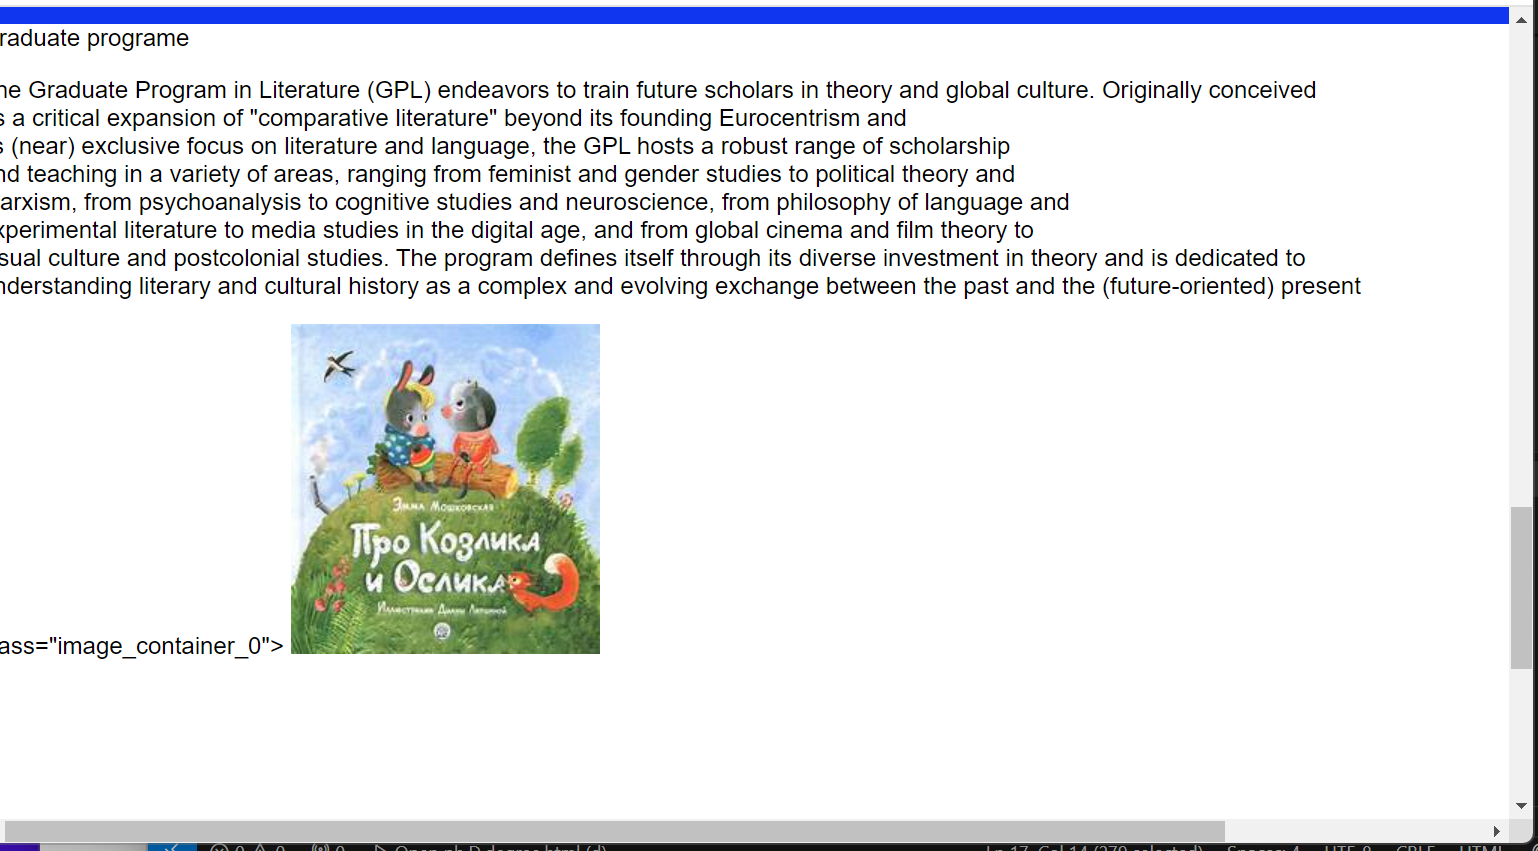 raduate programe
ne Graduate Program in Literature (GPL) endeavors to train future scholars in theory and global culture. Originally conceived
s a critical expansion of "comparative literature" beyond its founding Eurocentrism and
s (near) exclusive focus on literature and language, the GPL hosts a robust range of scholarship
nd teaching in a variety of areas, ranging from feminist and gender studies to political theory and
arxism, from psychoanalysis to cognitive studies and neuroscience, from philosophy of language and
xperimental literature to media studies in the digital age, and from global cinema and film theory to
sual culture and postcolonial studies. The program defines itself through its diverse investment in theory and is dedicated to
nderstanding literary and cultural history as a complex and evolving exchange between the past and the (future-oriented) present
Эмма Мошковская
Про Козлика
и Ослика
Иллюстрации Дианы Лапшиной
ass="image_container_0">